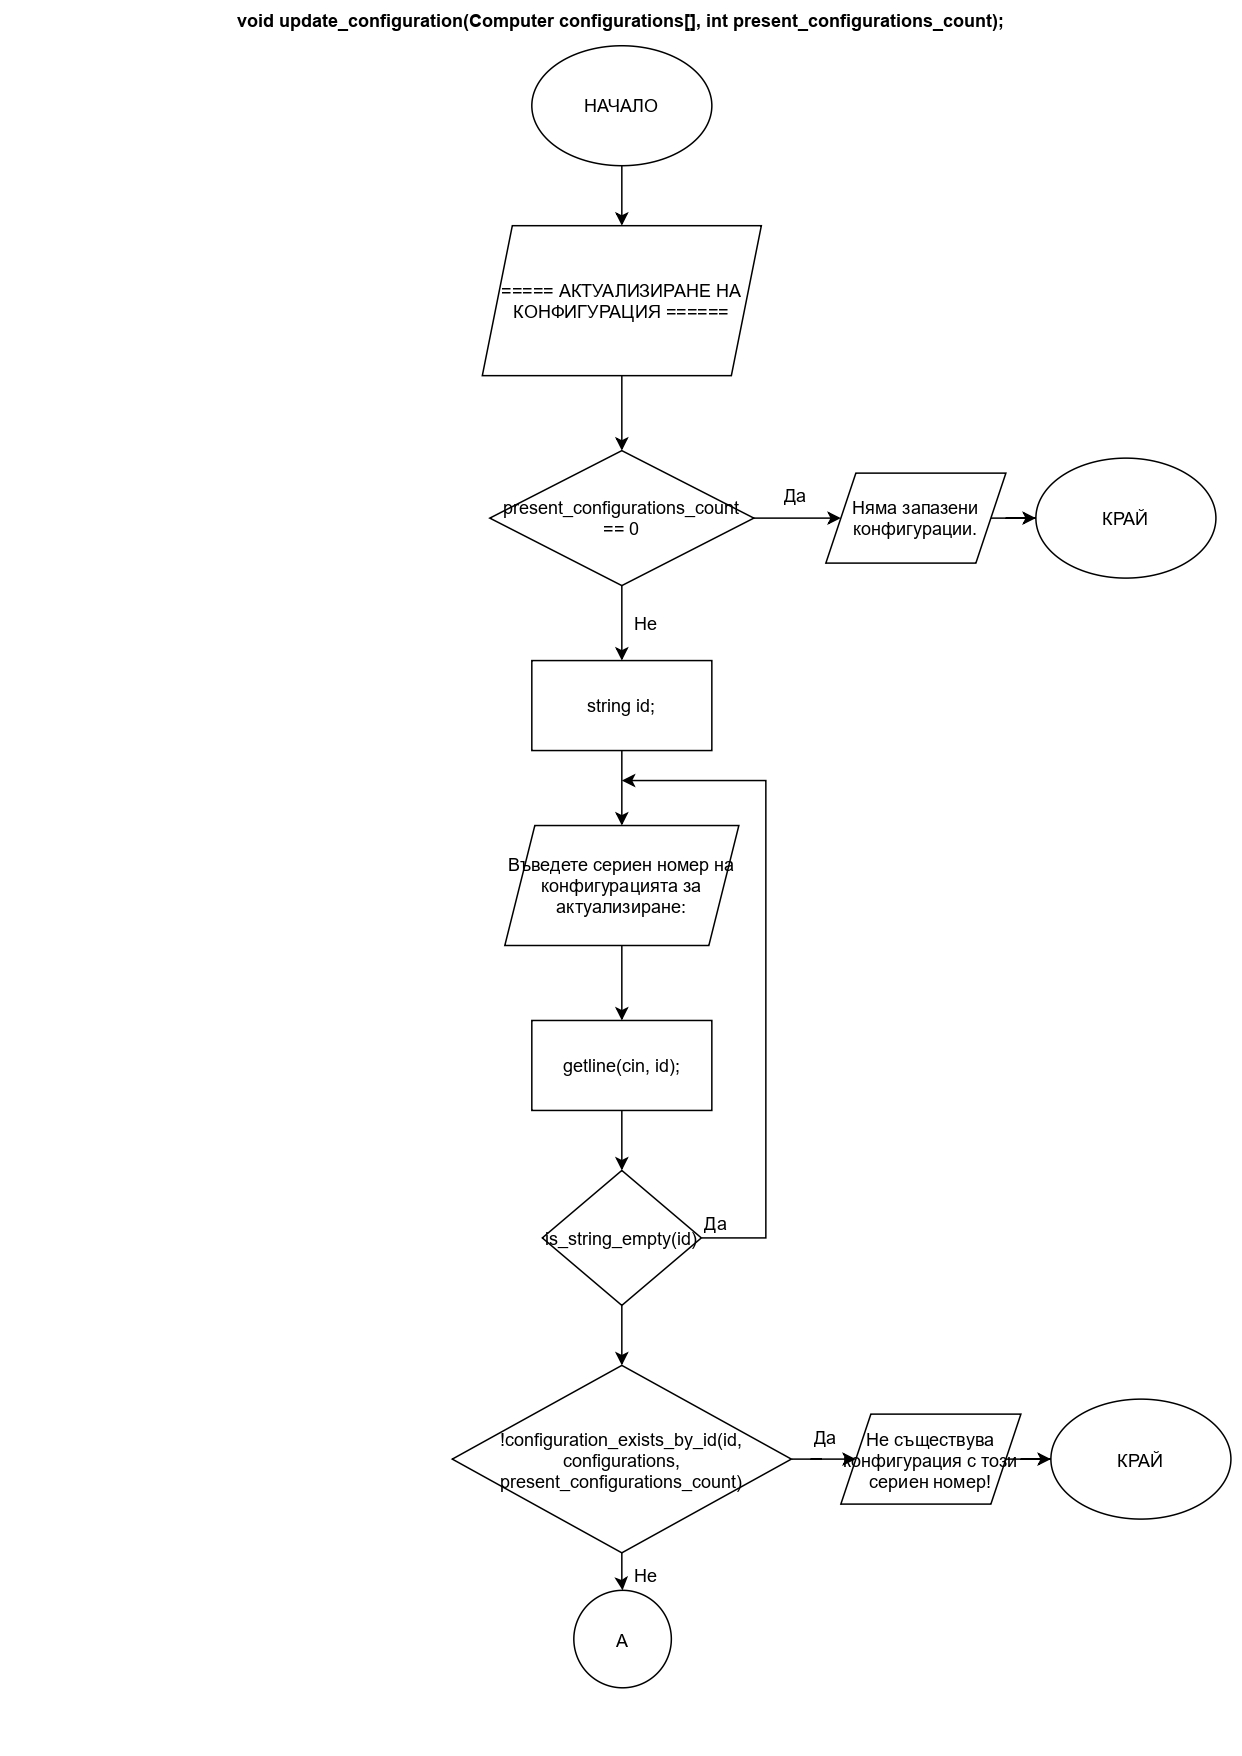 void update_configuration(Computer configurations[], int present_configurations_count);
НАЧАЛО
===== АКТУАЛИЗИРАНЕ НА
КОНФИГУРАЦИЯ ======
present_configurations_count
== 0
Да
Няма запазени
конфигурации.
КРАЙ
Не
string id;
Въведете сериен номер на
конфигурацията за
актуализиране:
getline(cin, id);
is_string_empty(id)
Да
!configuration_exists_by_id(id,
configurations,
present_configurations_count)
Да
Не съществува
конфигурация с този
сериен номер!
КРАЙ
Не
A